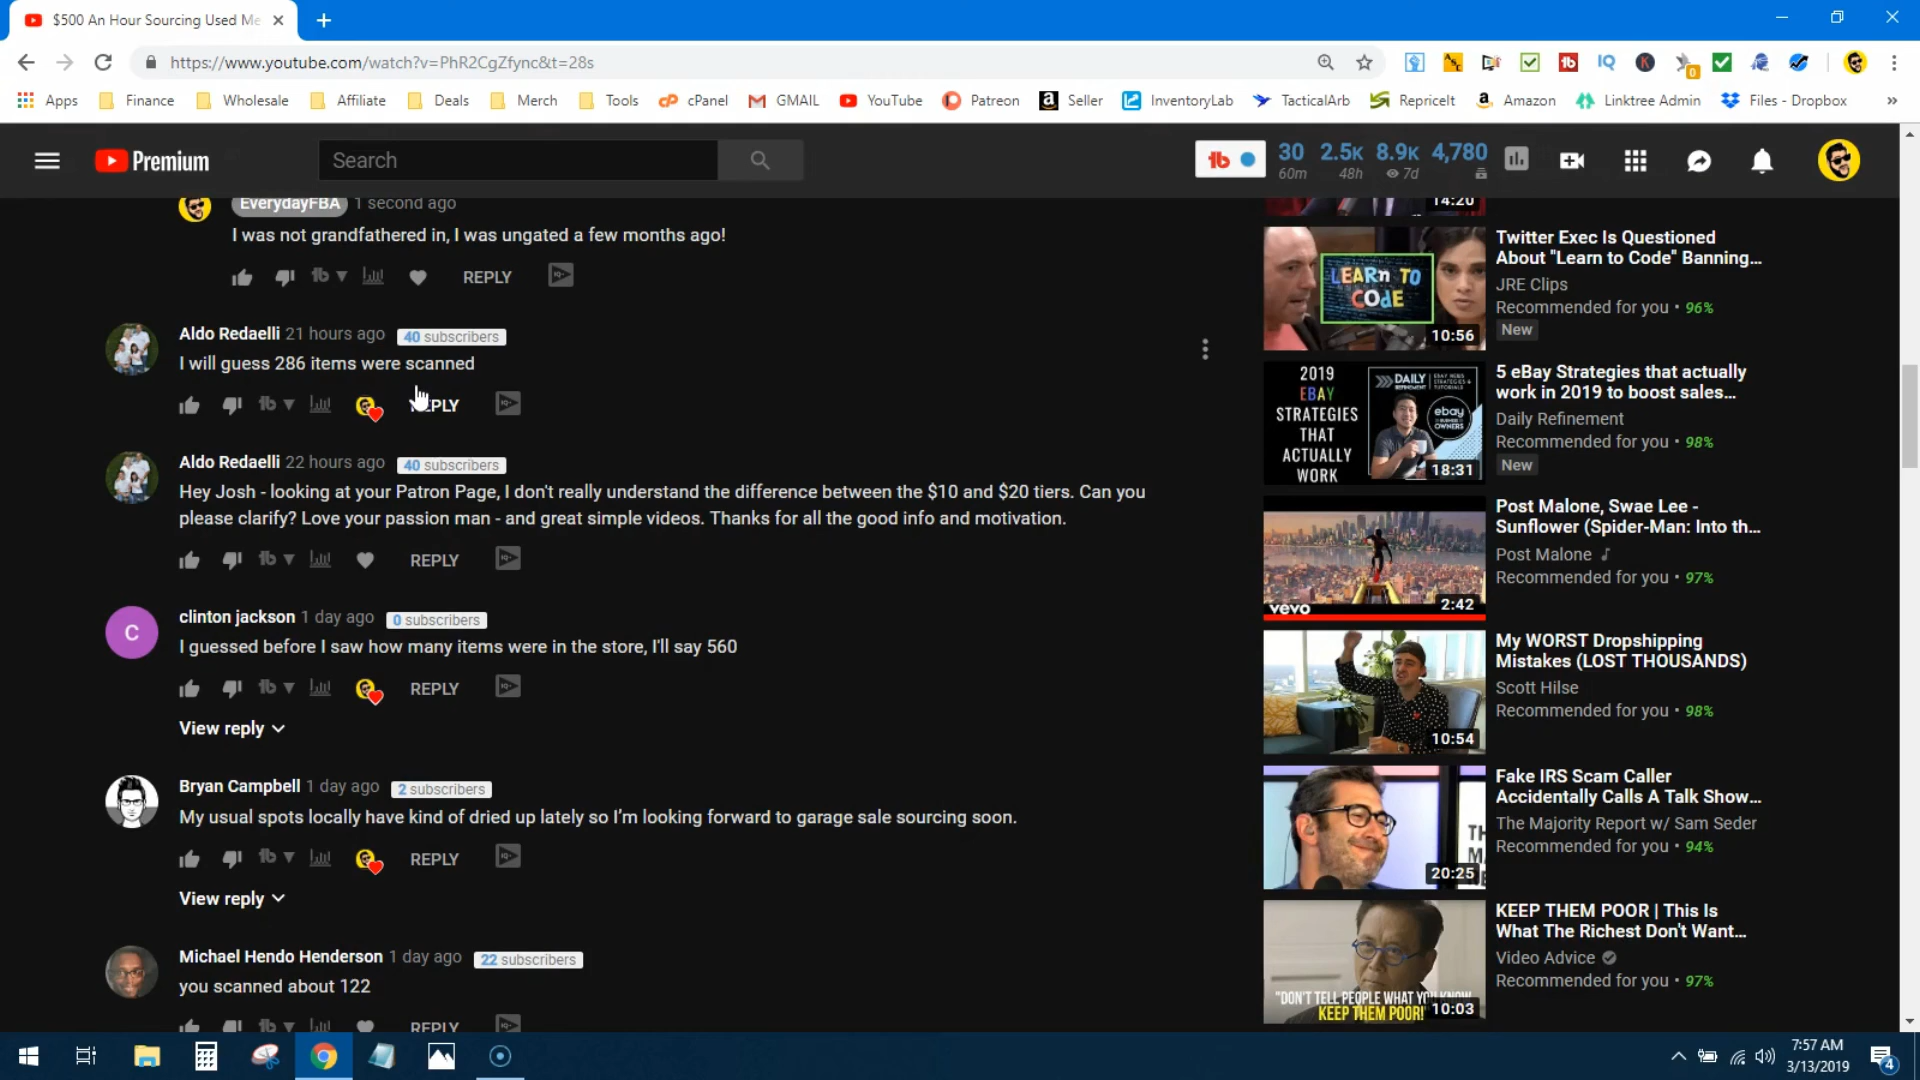 $500 An Hour Sourcing Used Me
https://www.youtube.com/watch?v=PhR2CgZfync&t=28s
Apps Finance Wholesale Affiliate Deals Merch Tools cPanel GMAIL YouTube Patreon Seller InventoryLab TacticalArb RepriceIt Amazon Linktree Admin Files - Dropbox »
Premium
Search
30 2.5K 8.9K 4,780
60m 48h 7d
EverydayFBA 1 second ago
I was not grandfathered in, I was ungated a few months ago!
REPLY
Aldo Redaelli 21 hours ago 40 subscribers
I will guess 286 items were scanned
Aldo Redaelli 22 hours ago 40 subscribers
Hey Josh - looking at your Patron Page, I don't really understand the difference between the $10 and $20 tiers. Can you
please clarify? Love your passion man - and great simple videos. Thanks for all the good info and motivation.
REPLY
C
clinton jackson 1 day ago 0 subscribers
I guessed before I saw how many items were in the store, I'll say 560
REPLY
View reply
Bryan Campbell 1 day ago 2 subscribers
My usual spots locally have kind of dried up lately so I'm looking forward to garage sale sourcing soon.
REPLY
View reply
Michael Hendo Henderson 1 day ago 22 subscribers
you scanned about 122
REPLY
14:20
LEARN TO
CODE
10:56
Twitter Exec Is Questioned
About "Learn to Code" Banning...
JRE Clips
Recommended for you • 96%
New
2019
EBAY
STRATEGIES
THAT
ACTUALLY
WORK
DAILY
ebay
18:31
5 eBay Strategies that actually
work in 2019 to boost sales...
Daily Refinement
Recommended for you • 98%
New
vevo
2:42
Post Malone, Swae Lee -
Sunflower (Spider-Man: Into th...
Post Malone
Recommended for you • 97%
10:54
My WORST Dropshipping
Mistakes (LOST THOUSANDS)
Scott Hilse
Recommended for you • 98%
20:25
Fake IRS Scam Caller
Accidentally Calls A Talk Show...
The Majority Report w/ Sam Seder
Recommended for you • 94%
"DON'T TELL PEOPLE WHAT YOU KNOW
KEEP THEM POOR!
10:03
KEEP THEM POOR | This Is
What The Richest Don't Want...
Video Advice
Recommended for you • 97%
7:57 AM
3/13/2019
4